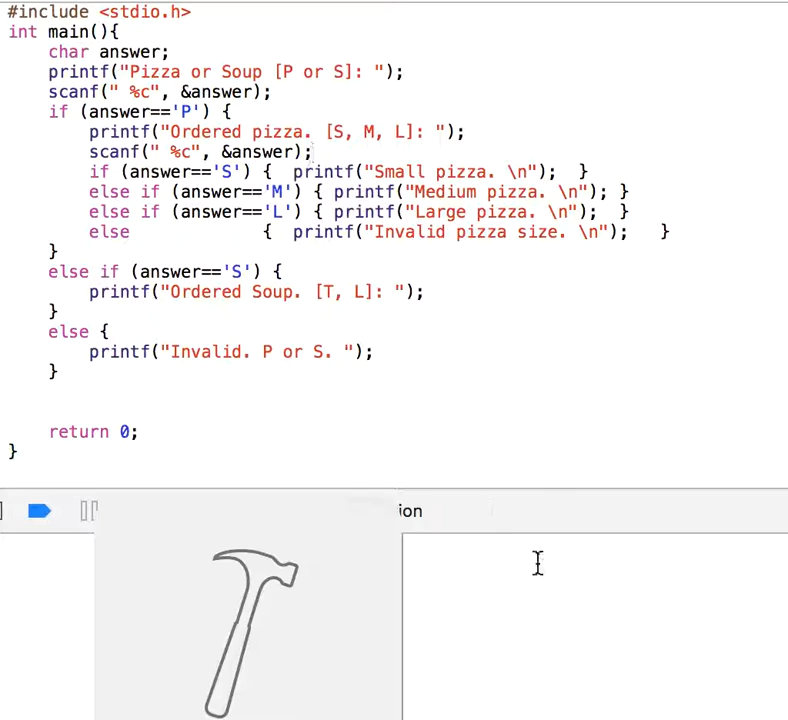 #include <stdio.h>
int main(){
    char answer;
    printf("Pizza or Soup [P or S]: ");
    scanf(" %c", &answer);
    if (answer=='P') {
        printf("Ordered pizza. [S, M, L]: ");
        scanf(" %c", &answer);
        if (answer=='S') {  printf("Small pizza. \n");  }
        else if (answer=='M') { printf("Medium pizza. \n"); }
        else if (answer=='L') { printf("Large pizza. \n");  }
        else             {  printf("Invalid pizza size. \n");   }
    }
    else if (answer=='S') {
        printf("Ordered Soup. [T, L]: ");
    }
    else {
        printf("Invalid. P or S. ");
    }
    return 0;
}
ion